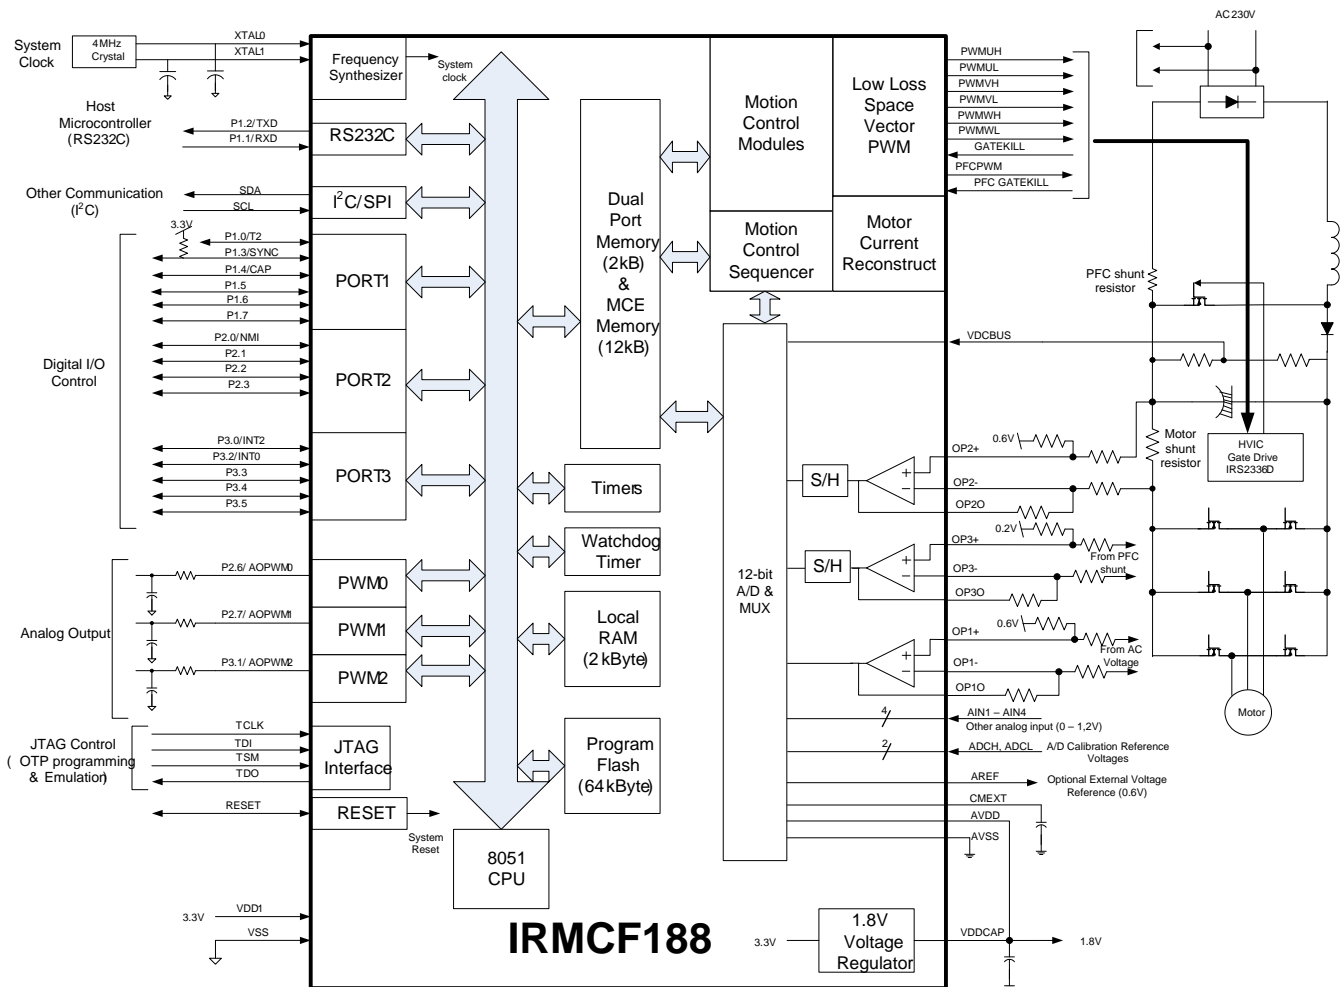 AC 230V
System
Clock
4MHz
Crystal
XTAL0
XTAL1
Frequency
Synthesizer
System
clock
Host
Microcontroller
(RS232C)
P1.2/TXD
P1.1/RXD
RS232C
Other Communication
(I2C)
SDA
SCL
I2C/SPI
3.3V
P1.0/T2
P1.3/SYNC
P1.4/CAP
P1.5
P1.6
P1.7
PORT1
Digital I/O
Control
P2.0/NMI
P2.1
P2.2
P2.3
PORT2
P3.0/INT2
P3.2/INT0
P3.3
P3.4
P3.5
PORT3
Analog Output
P2.6/ AOPWM0
P2.7/ AOPWM1
P3.1/ AOPWM2
PWM0
PWM1
PWM2
JTAG Control
( OTP programming
& Emulation)
TCLK
TDI
TSM
TDO
JTAG
Interface
RESET
RESET
System
Reset
3.3V
VDD1
VSS
8051
CPU
Dual
Port
Memory
(2kB)
&
MCE
Memory
(12kB)
Timers
Watchdog
Timer
Local
RAM
(2kByte)
Program
Flash
(64kByte)
Motion
Control
Modules
Low Loss
Space
Vector
PWM
Motion
Control
Sequencer
Motor
Current
Reconstruct
12-bit
A/D &
MUX
S/H
S/H
IRMCF188
3.3V
1.8V
Voltage
Regulator
VDDCAP
1.8V
PWMUH
PWMUL
PWMVH
PWMVL
PWMWH
PWMWL
GATEKILL
PFCPWM
PFC GATEKILL
PFC shunt
resistor
VDCBUS
Motor
shunt
resistor
HVIC
Gate Drive
IRS2336D
OP2+
0.6V
OP2-
OP2O
0.2V
OP3+
OP3-
From PFC
shunt
OP3O
0.6V
OP1+
OP1-
From AC
Voltage
OP1O
Motor
4
AIN1 – AIN4
Other analog input (0 – 1,2V)
2
ADCH, ADCL
A/D Calibration Reference
Voltages
AREF
Optional External Voltage
Reference (0.6V)
CMEXT
AVDD
AVSS